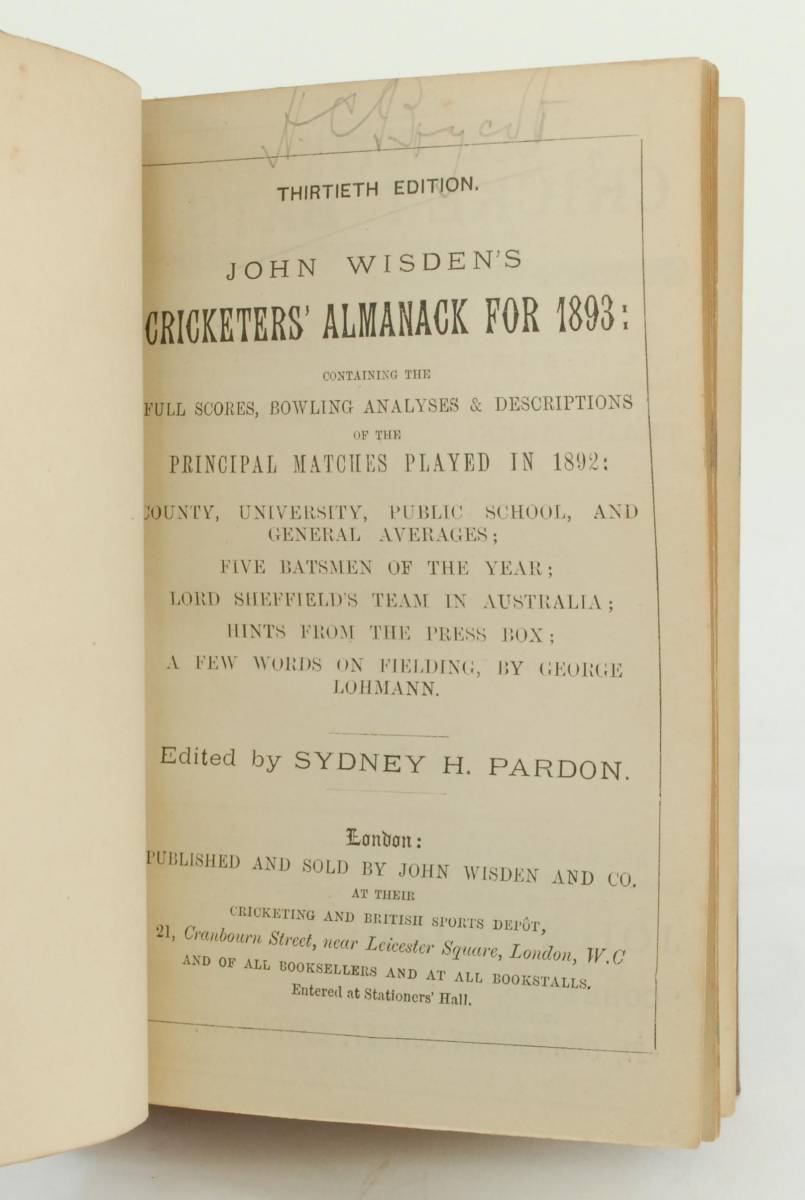 THIRTIETH EDITION.
JOHN WISDEN'S
CRICKETERS' ALMANACK FOR 1893:
CONTAINING THE
FULL SCORES, BOWLING ANALYSES & DESCRIPTIONS
OF THE
PRINCIPAL MATCHES PLAYED IN 1892:
COUNTY, UNIVERSITY, PUBLIC SCHOOL, AND
GENERAL AVERAGES;
FIVE BATSMEN OF THE YEAR;
LORD SHEFFIELD'S TEAM IN AUSTRALIA;
HINTS FROM THE PRESS BOX;
A FEW WORDS ON FIELDING, BY GEORGE
LOHMANN.
Edited by SYDNEY H. PARDON.
London:
PUBLISHED AND SOLD BY JOHN WISDEN AND CO.
AT THEIR
CRICKETING AND BRITISH SPORTS DEPÔT,
21, Cranbourn Street, near Leicester Square, London, W.C
AND OF ALL BOOKSELLERS AND AT ALL BOOKSTALLS.
Entered at Stationers' Hall.